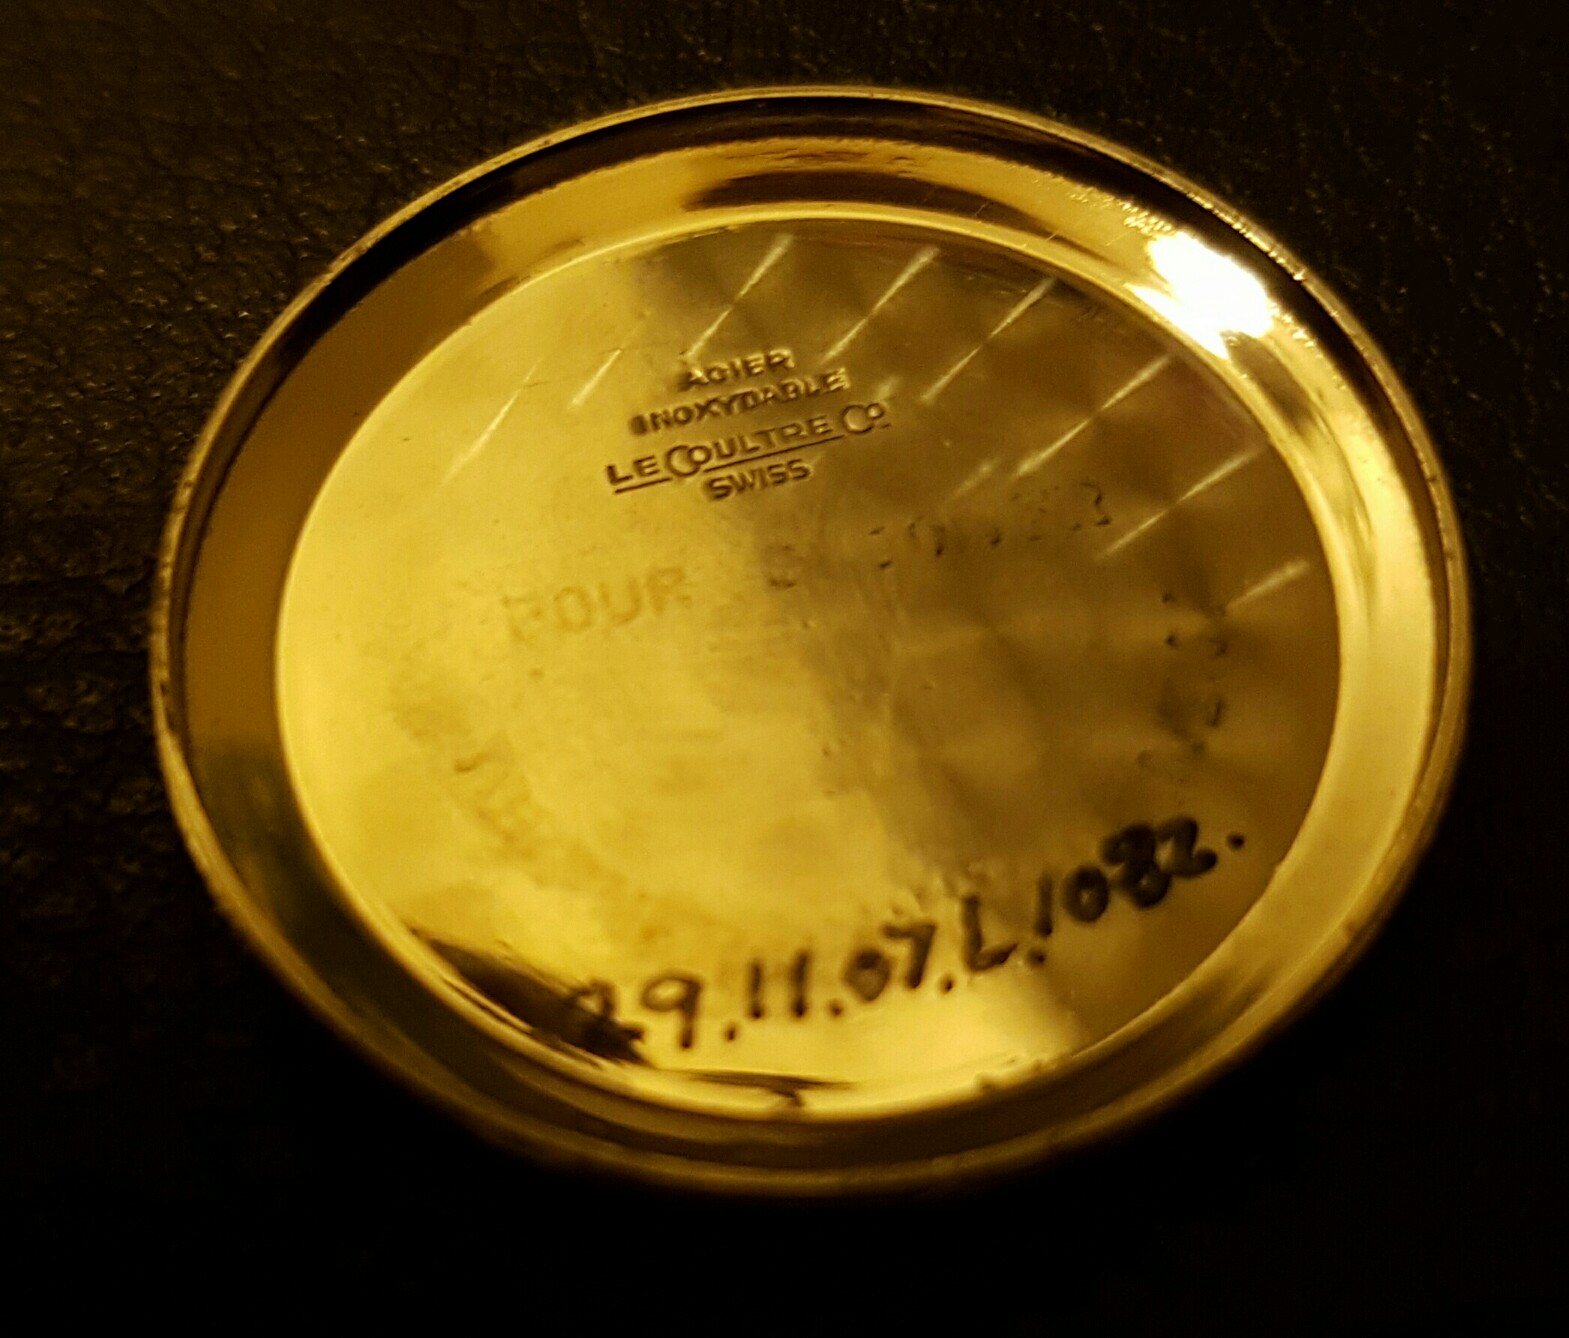 ACIER
INOXYDABLE
LECOULTRE Co
SWISS
POUR
29.11.07.L.1082.